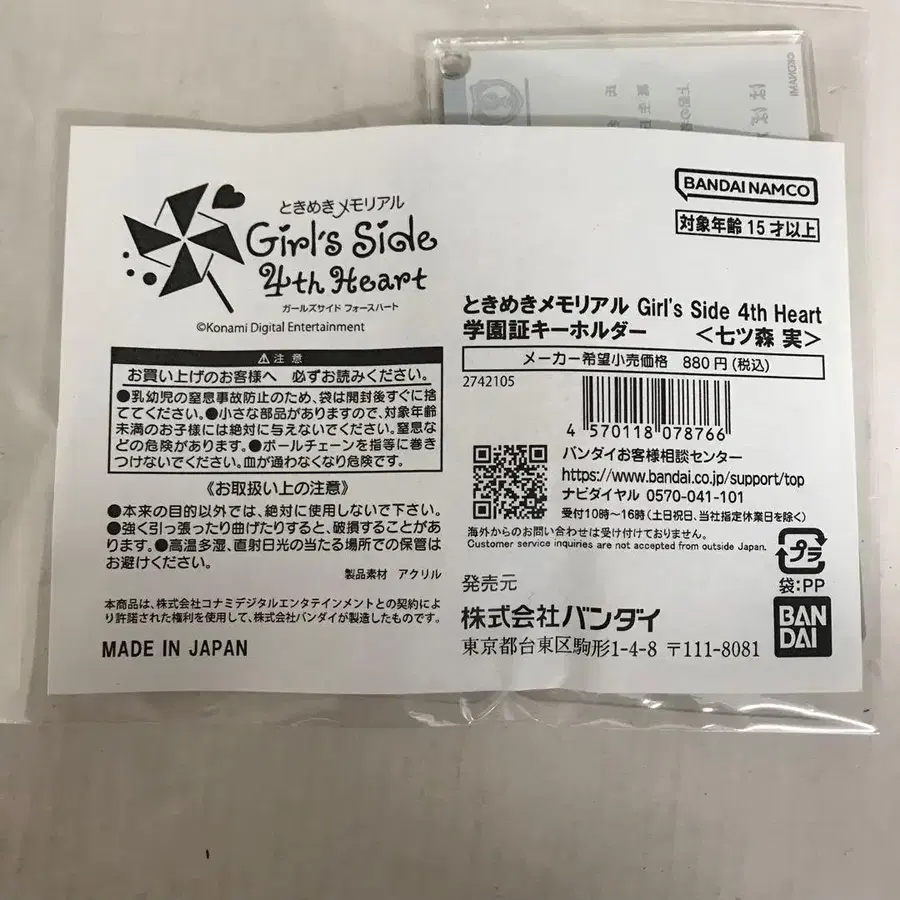 ©KONAMI
ときめきメモリアル
Girl's Side
4th Heart
ガールズサイド フォースハート
©Konami Digital Entertainment
BANDAI NAMCO
対象年齢15才以上
ときめきメモリアル Girl's Side 4th Heart
学園証キーホルダー <七ツ森 実>
メーカー希望小売価格 880円(税込)
2742105
4 570118 078766
バンダイお客様相談センター
https://www.bandai.co.jp/support/top
ナビダイヤル 0570-041-101
受付10時~16時(土日祝日、当社指定休業日を除く)
海外からのお問い合わせは受け付けておりません。
Customer service inquiries are not accepted from outside Japan.
プラ
袋:PP
発売元
株式会社バンダイ
東京都台東区駒形1-4-8 〒111-8081
BAN
DAI
⚠注意
お買い上げのお客様へ 必ずお読みください。
●乳幼児の窒息事故防止のため、袋は開封後すぐに捨
ててください。●小さな部品がありますので、対象年齢
未満のお子様には絶対に与えないでください。窒息な
どの危険があります。●ボールチェーンを指等に巻き
つけないでください。血が通わなくなり危険です。
《お取扱い上の注意》
●本来の目的以外では、絶対に使用しないで下さい。
●強く引っ張ったり曲げたりすると、破損することがあ
ります。●高温多湿、直射日光の当たる場所での保管は
お避けください。
製品素材 アクリル
本商品は、株式会社コナミデジタルエンタテインメントとの契約によ
り許諾された権利を使用して、株式会社バンダイが製造したものです。
MADE IN JAPAN